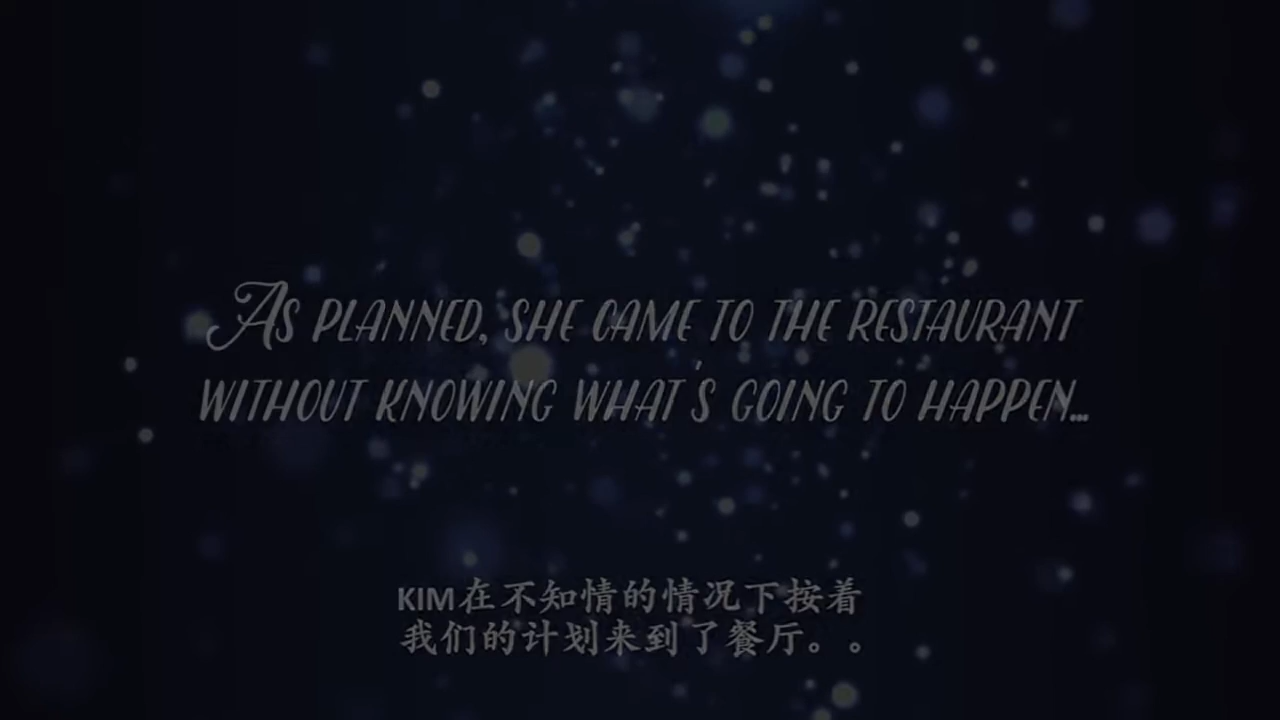 As planned, she came to the restaurant
without knowing what's going to happen...
KIM在不知情的情况下按着
我们的计划来到了餐厅。。